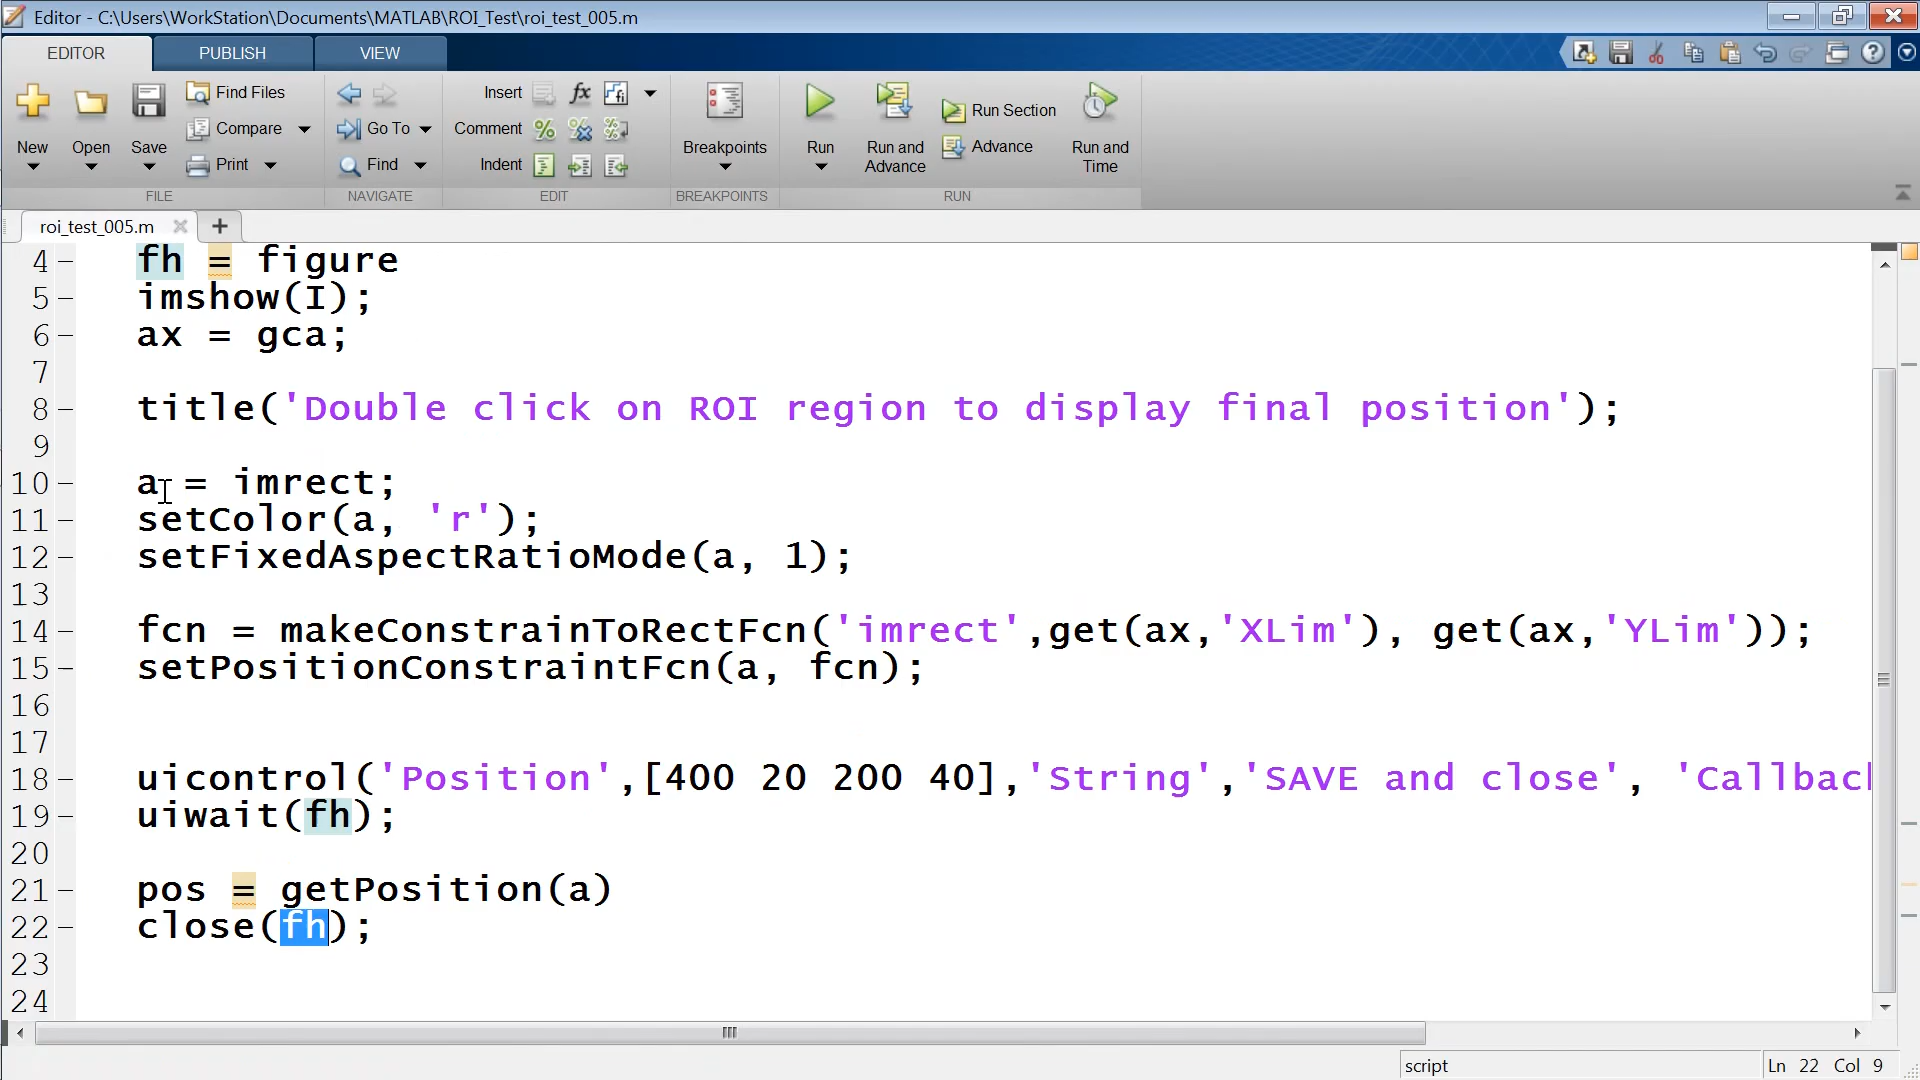 Editor - C:\Users\WorkStation\Documents\MATLAB\ROI_Test\roi_test_005.m
EDITOR PUBLISH VIEW
New Open Save Find Files Compare Print
Go To Find
Insert fx Comment Indent
Breakpoints
Run Run and Advance Run Section Advance Run and Time
FILE NAVIGATE EDIT BREAKPOINTS RUN
roi_test_005.m
4 fh = figure
5 imshow(I);
6 ax = gca;
7
8 title('Double click on ROI region to display final position');
9
10 a = imrect;
11 setColor(a, 'r');
12 setFixedAspectRatioMode(a, 1);
13
14 fcn = makeConstrainToRectFcn('imrect',get(ax,'XLim'), get(ax,'YLim'));
15 setPositionConstraintFcn(a, fcn);
16
17
18 uicontrol('Position',[400 20 200 40],'String','SAVE and close', 'Callback
19 uiwait(fh);
20
21 pos = getPosition(a)
22 close(fh);
23
24
script Ln 22 Col 9